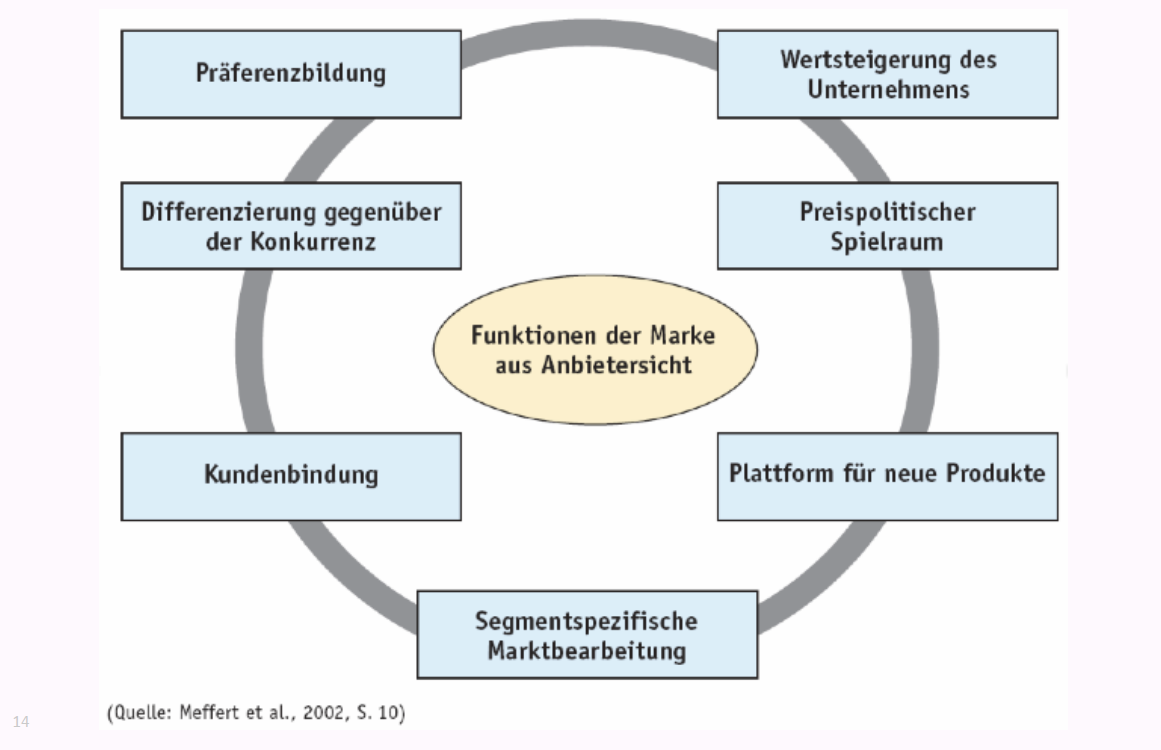 Präferenzbildung
Wertsteigerung des
Unternehmens
Differenzierung gegenüber
der Konkurrenz
Preispolitischer
Spielraum
Funktionen der Marke
aus Anbietersicht
Kundenbindung
Plattform für neue Produkte
Segmentspezifische
Marktbearbeitung
(Quelle: Meffert et al., 2002, S. 10)
14